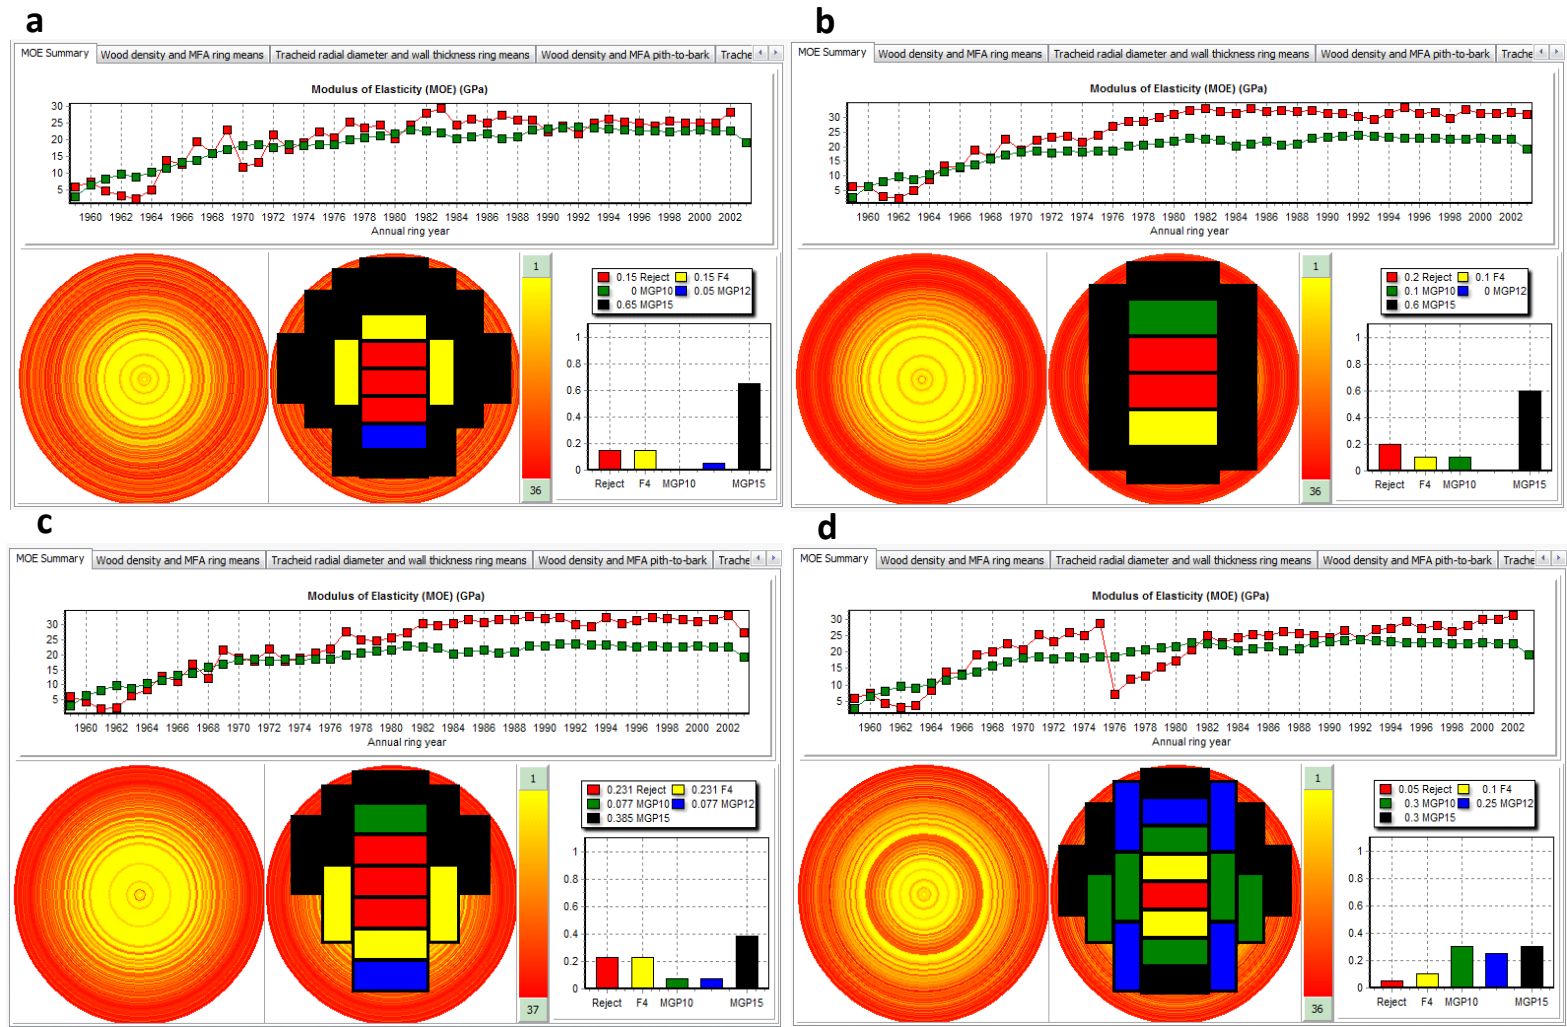 a
MOE Summary Wood density and MFA ring means Tracheid radial diameter and wall thickness ring means Wood density and MFA pith-to-bark Trache
Modulus of Elasticity (MOE) (GPa)
30
25
20
15
10
5
1960 1962 1964 1966 1968 1970 1972 1974 1976 1978 1980 1982 1984 1986 1988 1990 1992 1994 1996 1998 2000 2002
Annual ring year
1
36
0.15 Reject 0.15 F4
0 MGP10 0.05 MGP12
0.65 MGP15
1
0.8
0.6
0.4
0.2
0
Reject F4 MGP10 MGP15
b
MOE Summary Wood density and MFA ring means Tracheid radial diameter and wall thickness ring means Wood density and MFA pith-to-bark Trache
Modulus of Elasticity (MOE) (GPa)
30
25
20
15
10
5
1960 1962 1964 1966 1968 1970 1972 1974 1976 1978 1980 1982 1984 1986 1988 1990 1992 1994 1996 1998 2000 2002
Annual ring year
1
36
0.2 Reject 0.1 F4
0.1 MGP10 0 MGP12
0.6 MGP15
1
0.8
0.6
0.4
0.2
0
Reject F4 MGP10 MGP15
c
MOE Summary Wood density and MFA ring means Tracheid radial diameter and wall thickness ring means Wood density and MFA pith-to-bark Trache
Modulus of Elasticity (MOE) (GPa)
30
25
20
15
10
5
1960 1962 1964 1966 1968 1970 1972 1974 1976 1978 1980 1982 1984 1986 1988 1990 1992 1994 1996 1998 2000 2002
Annual ring year
1
37
0.231 Reject 0.231 F4
0.077 MGP10 0.077 MGP12
0.385 MGP15
1
0.8
0.6
0.4
0.2
0
Reject F4 MGP10 MGP15
d
MOE Summary Wood density and MFA ring means Tracheid radial diameter and wall thickness ring means Wood density and MFA pith-to-bark Trache
Modulus of Elasticity (MOE) (GPa)
30
25
20
15
10
5
1960 1962 1964 1966 1968 1970 1972 1974 1976 1978 1980 1982 1984 1986 1988 1990 1992 1994 1996 1998 2000 2002
Annual ring year
1
36
0.05 Reject 0.1 F4
0.3 MGP10 0.25 MGP12
0.3 MGP15
1
0.8
0.6
0.4
0.2
0
Reject F4 MGP10 MGP15